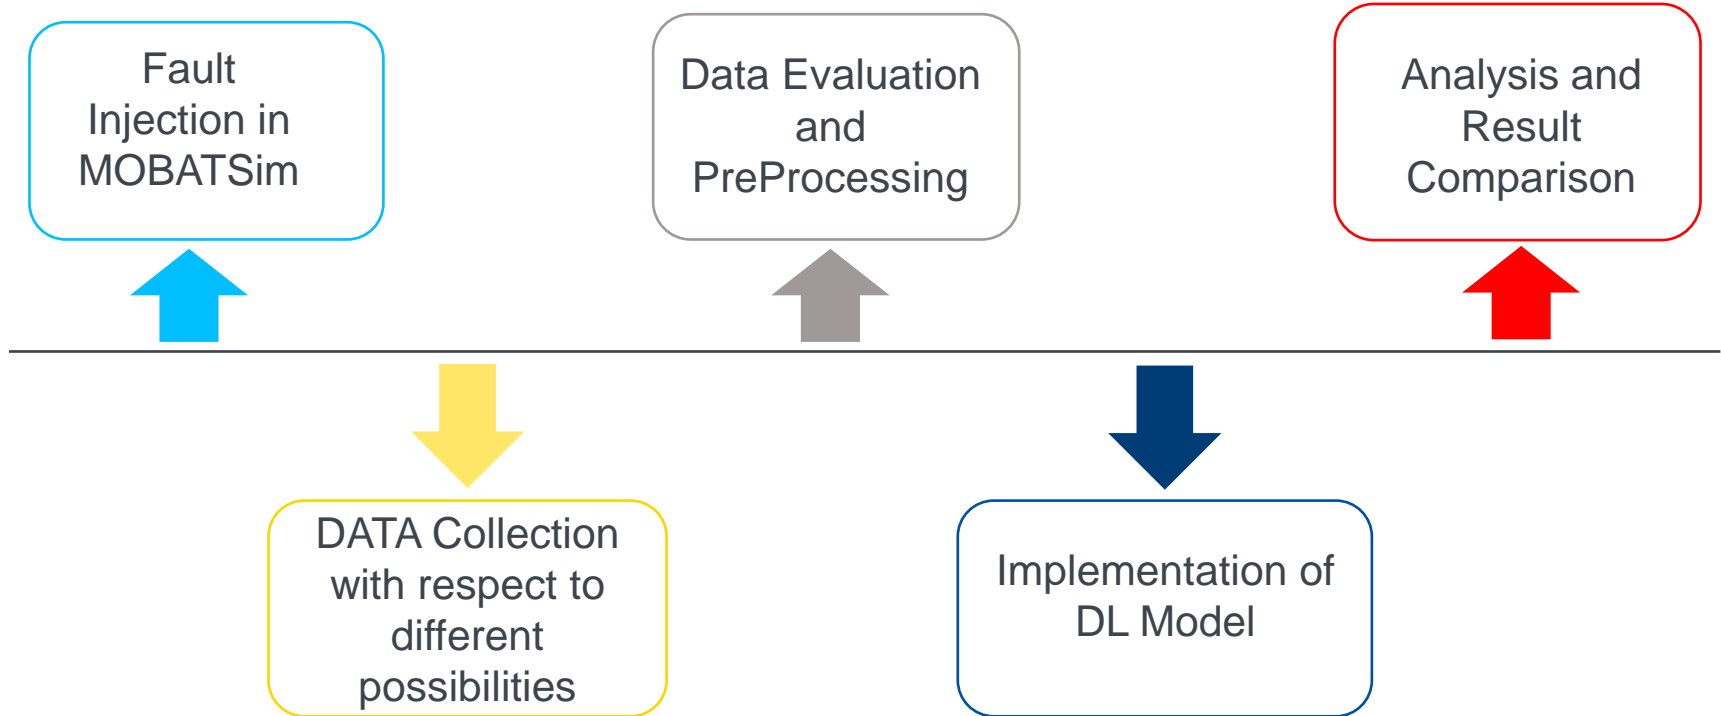 Fault
Injection in
MOBATSim
Data Evaluation
and
PreProcessing
Analysis and
Result
Comparison
DATA Collection
with respect to
different
possibilities
Implementation of
DL Model